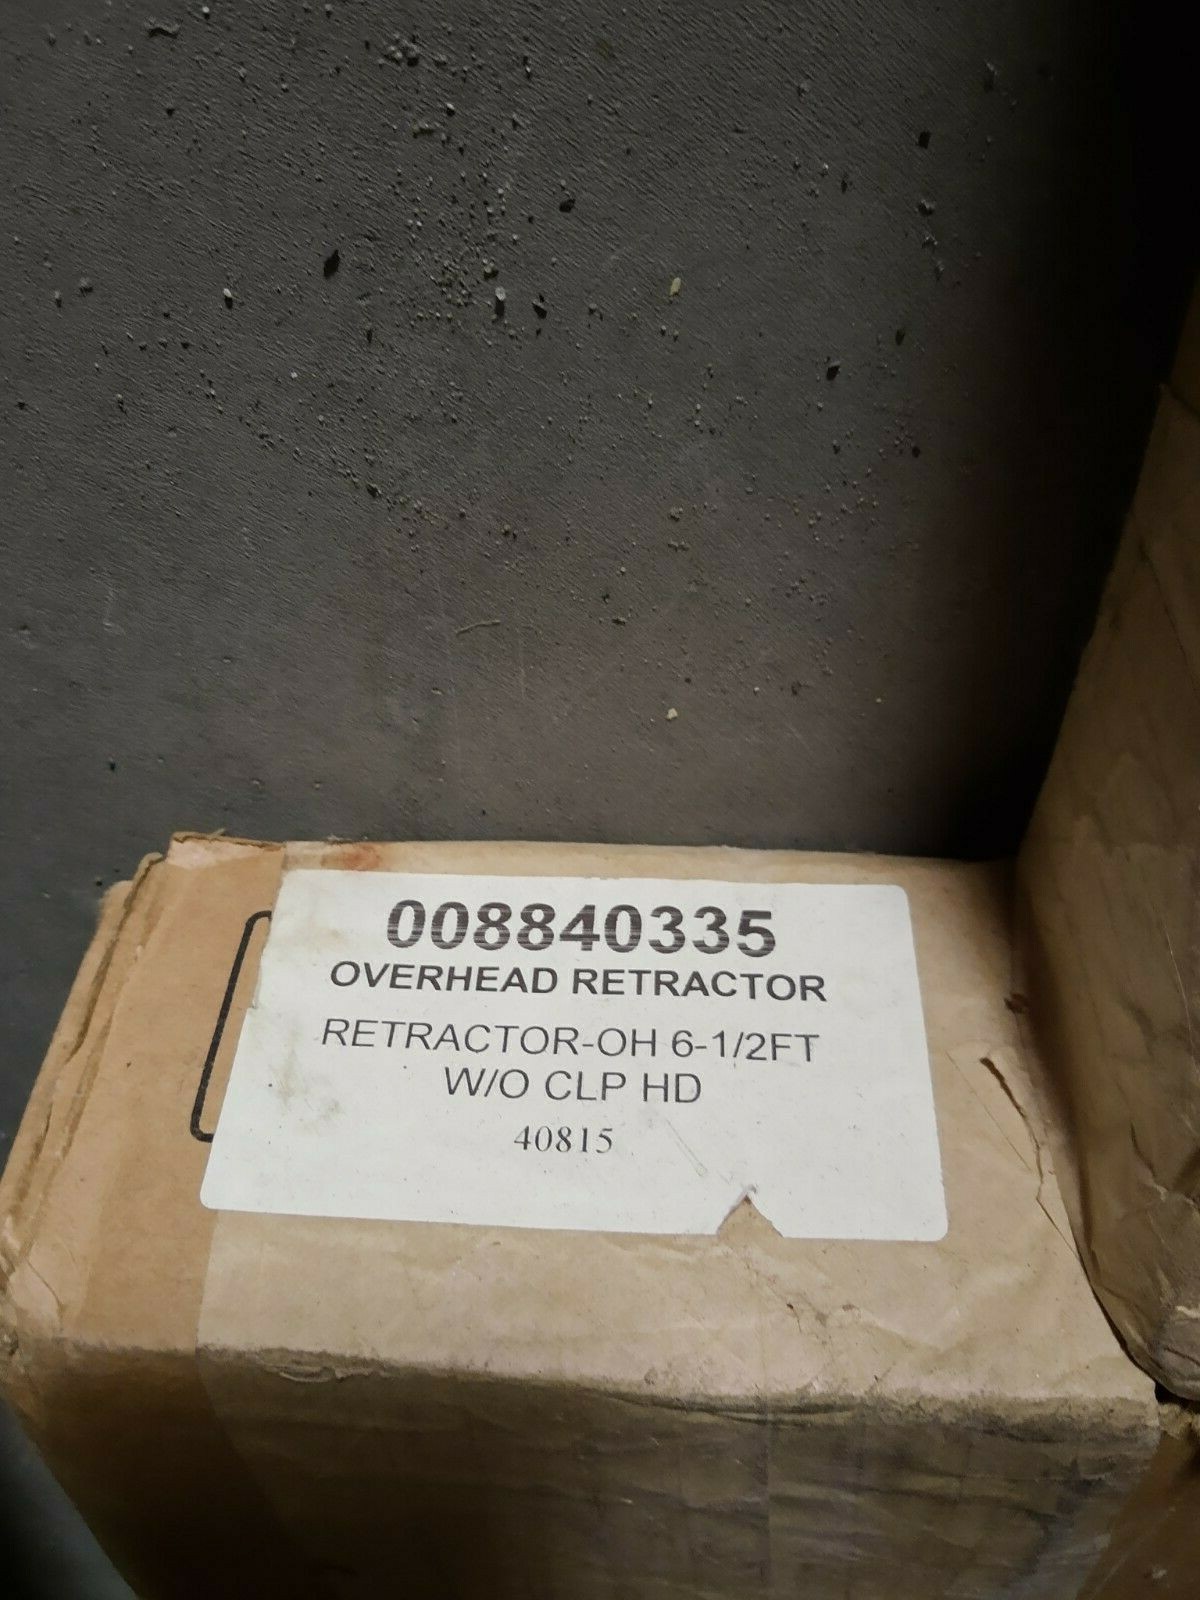 008840335
OVERHEAD RETRACTOR
RETRACTOR-OH 6-1/2FT
W/O CLP HD
40815